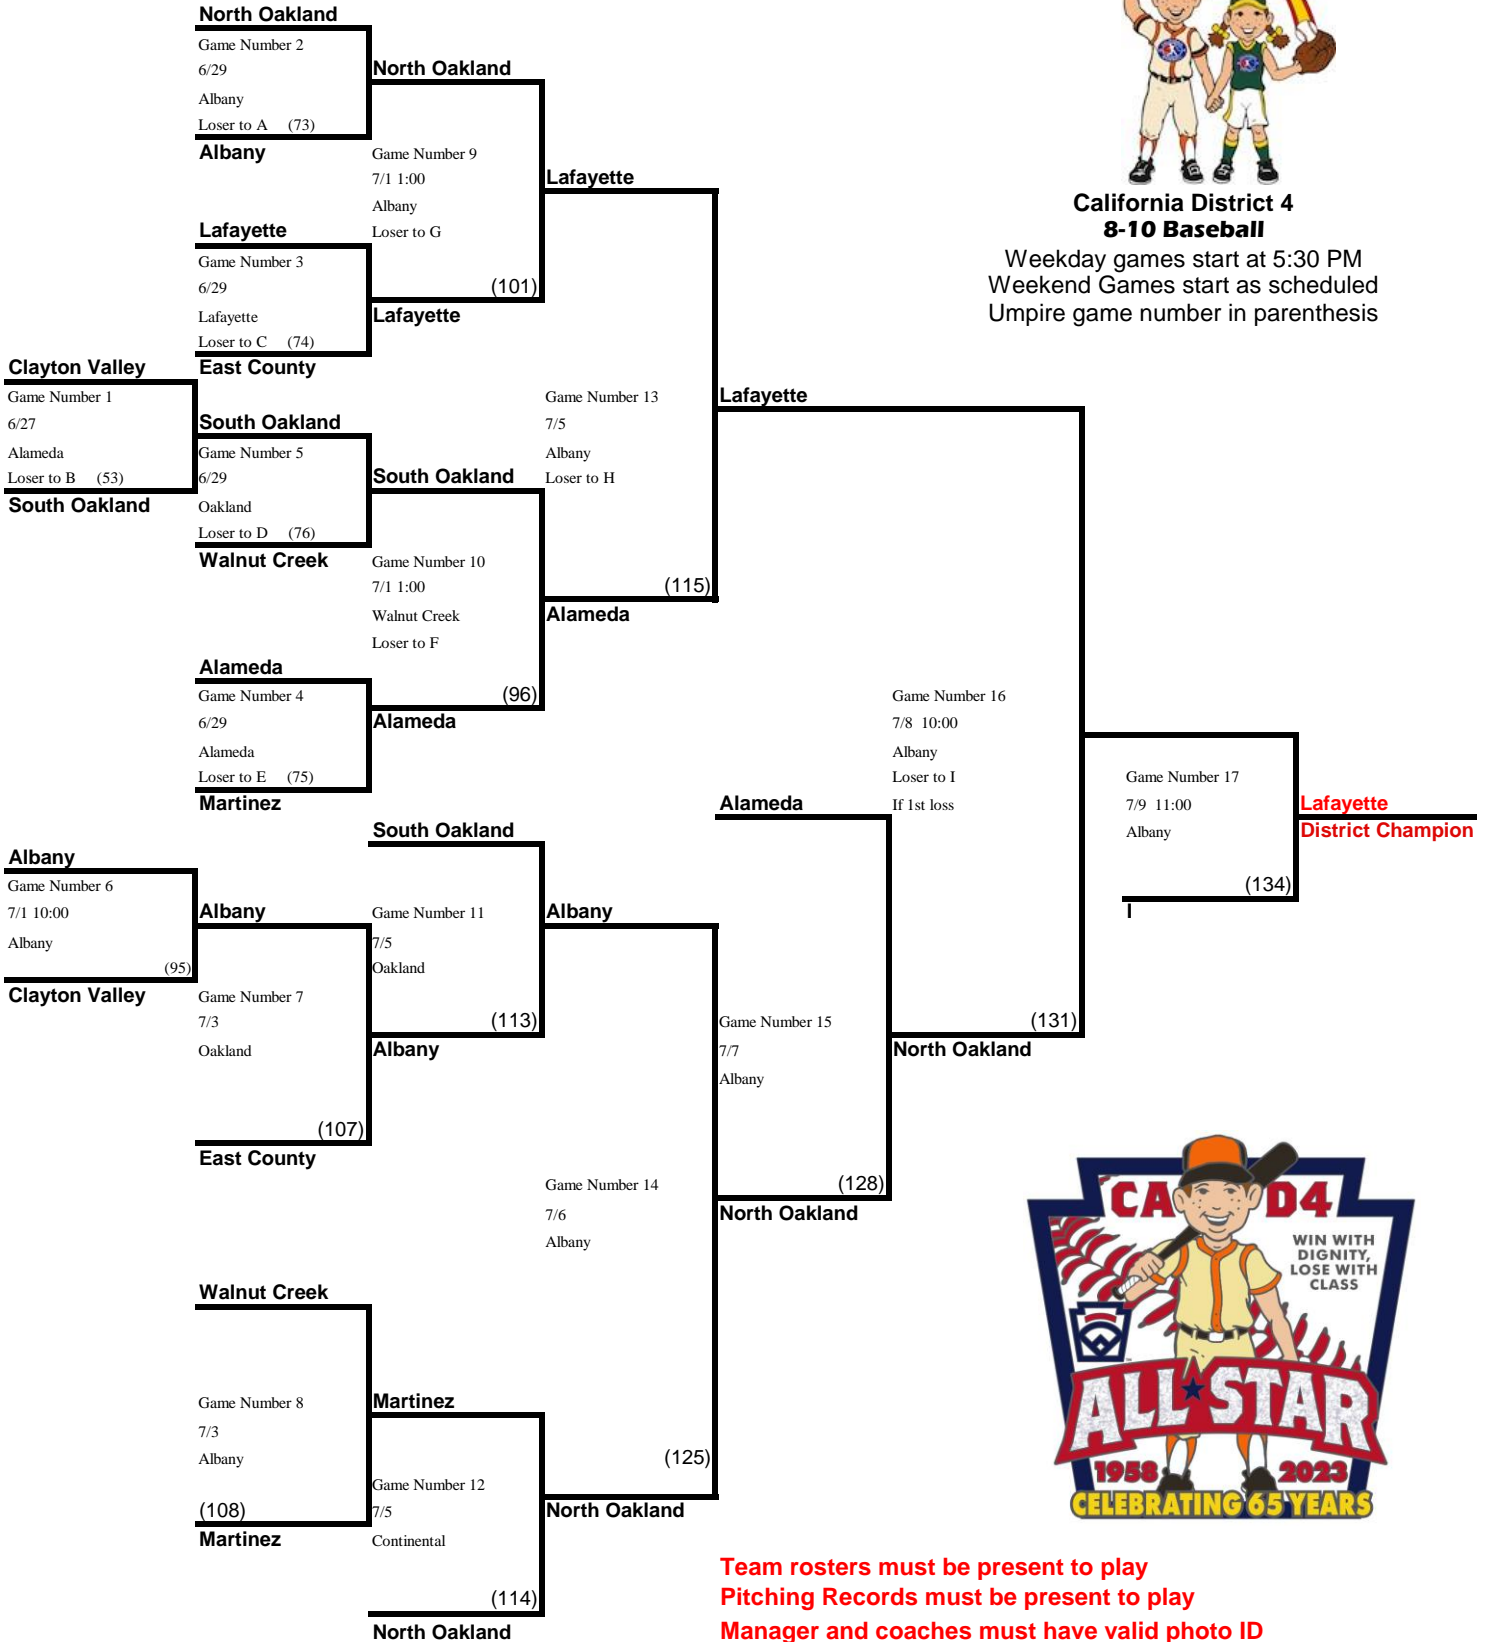 North Oakland
Game Number 2
6/29
Albany
Loser to A (73)
Albany
North Oakland
Game Number 9
7/1 1:00
Albany
Loser to G
(101)
Lafayette
Game Number 3
6/29
Lafayette
Loser to C (74)
East County
Lafayette
Lafayette
Clayton Valley
Game Number 1
6/27
Alameda
Loser to B (53)
South Oakland
South Oakland
Game Number 5
6/29
Oakland
Loser to D (76)
Walnut Creek
South Oakland
Game Number 10
7/1 1:00
Walnut Creek
Loser to F
(96)
Alameda
Game Number 4
6/29
Alameda
Loser to E (75)
Martinez
Alameda
Game Number 13
7/5
Albany
Loser to H
(115)
Alameda
Lafayette
Game Number 16
7/8 10:00
Albany
Loser to I
If 1st loss
(131)
Albany
Game Number 6
7/1 10:00
Albany
(95)
Clayton Valley
Albany
Game Number 7
7/3
Oakland
(107)
East County
South Oakland
Game Number 11
7/5
Oakland
(113)
Albany
Albany
Game Number 14
7/6
Albany
(125)
Walnut Creek
Game Number 8
7/3
Albany
(108)
Martinez
Martinez
Game Number 12
7/5
Continental
(114)
North Oakland
North Oakland
Alameda
Game Number 15
7/7
Albany
(128)
North Oakland
North Oakland
Game Number 17
7/9 11:00
Albany
(134)
I
Lafayette
District Champion
California District 4
8-10 Baseball
Weekday games start at 5:30 PM
Weekend Games start as scheduled
Umpire game number in parenthesis
CA D4
WIN WITH
DIGNITY,
LOSE WITH
CLASS
ALL STAR
1958 2023
CELEBRATING 65 YEARS
Team rosters must be present to play
Pitching Records must be present to play
Manager and coaches must have valid photo ID